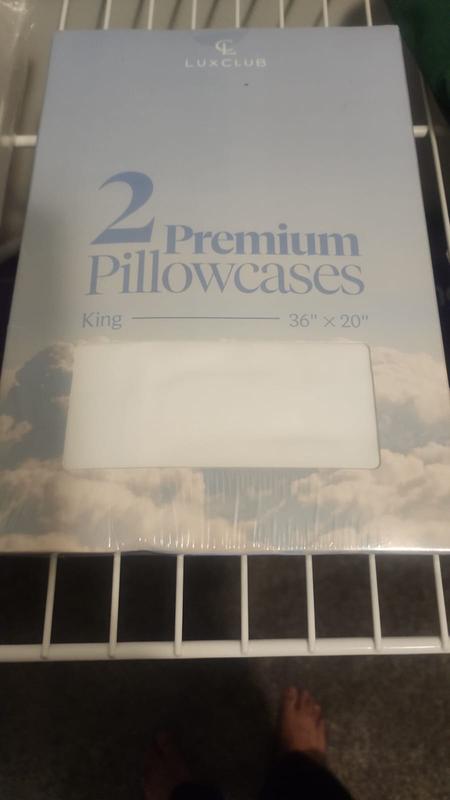 LUXCLUB
2 Premium
Pillowcases
King 36" × 20"